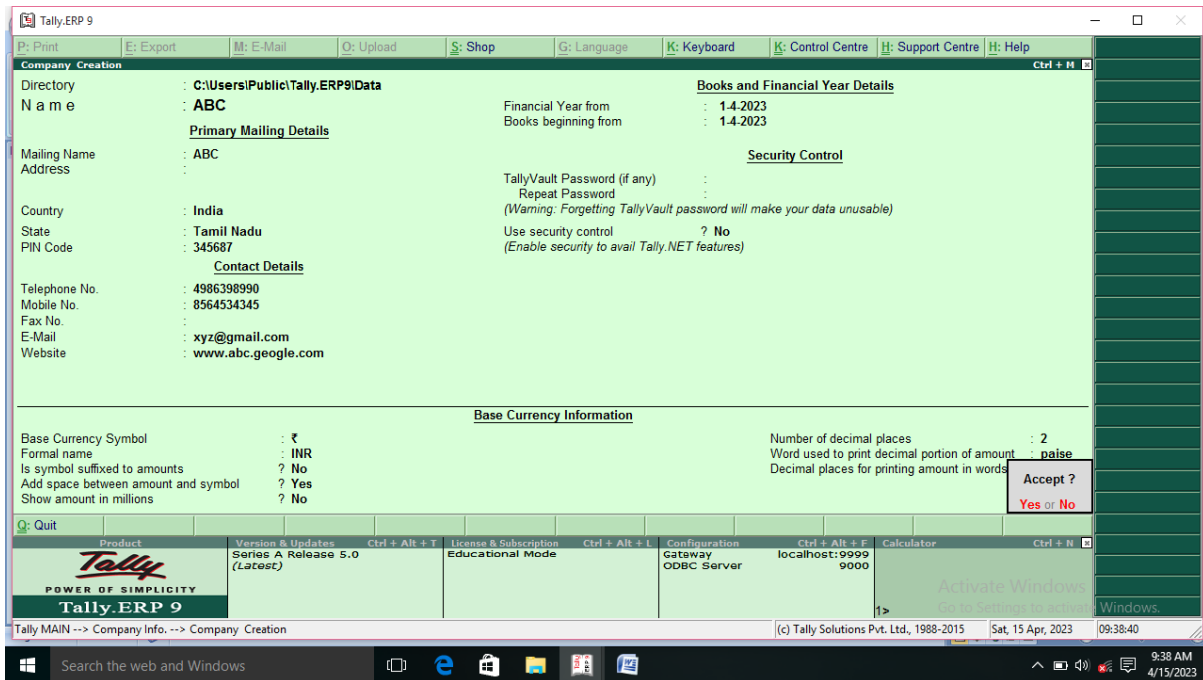 Tally.ERP 9
P: Print E: Export M: E-Mail O: Upload S: Shop G: Language K: Keyboard K: Control Centre H: Support Centre H: Help
Company Creation Ctrl + M
Directory : C:\Users\Public\Tally.ERP9\Data
Name : ABC
Primary Mailing Details
Mailing Name : ABC
Address :
Country : India
State : Tamil Nadu
PIN Code : 345687
Contact Details
Telephone No. : 4986398990
Mobile No. : 8564534345
Fax No. :
E-Mail : xyz@gmail.com
Website : www.abc.geogle.com
Books and Financial Year Details
Financial Year from : 1-4-2023
Books beginning from : 1-4-2023
Security Control
TallyVault Password (if any) :
Repeat Password :
(Warning: Forgetting TallyVault password will make your data unusable)
Use security control ? No
(Enable security to avail Tally.NET features)
Base Currency Information
Base Currency Symbol : ₹
Formal name : INR
Is symbol suffixed to amounts ? No
Add space between amount and symbol ? Yes
Show amount in millions ? No
Number of decimal places : 2
Word used to print decimal portion of amount : paise
Decimal places for printing amount in words
Accept ?
Yes or No
Q: Quit
Product Version & Updates Ctrl + Alt + T License & Subscription Ctrl + Alt + L Configuration Ctrl + Alt + F Calculator Ctrl + N
Tally
POWER OF SIMPLICITY
Tally.ERP 9
Series A Release 5.0
(Latest)
Educational Mode
Gateway localhost:9999
ODBC Server 9000
1>
Activate Windows
Go to Settings to activate Windows.
Tally MAIN --> Company Info. --> Company Creation (c) Tally Solutions Pvt. Ltd., 1988-2015 Sat, 15 Apr, 2023 09:38:40
Search the web and Windows
9:38 AM
4/15/2023